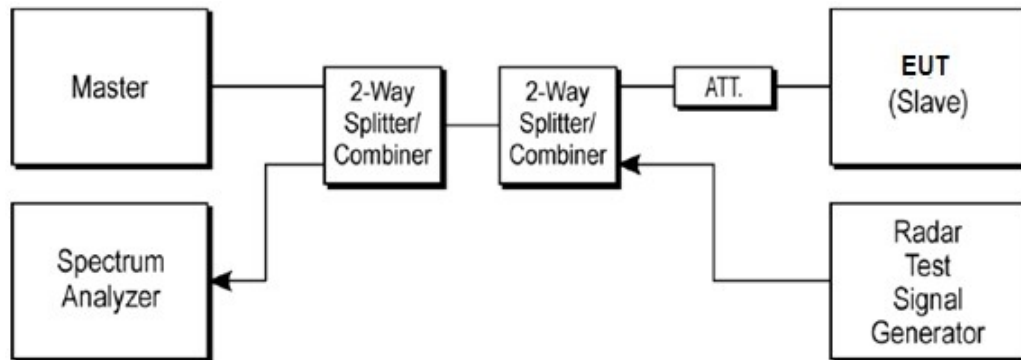 Master
2-Way
Splitter/
Combiner
2-Way
Splitter/
Combiner
ATT.
EUT
(Slave)
Spectrum
Analyzer
Radar
Test
Signal
Generator